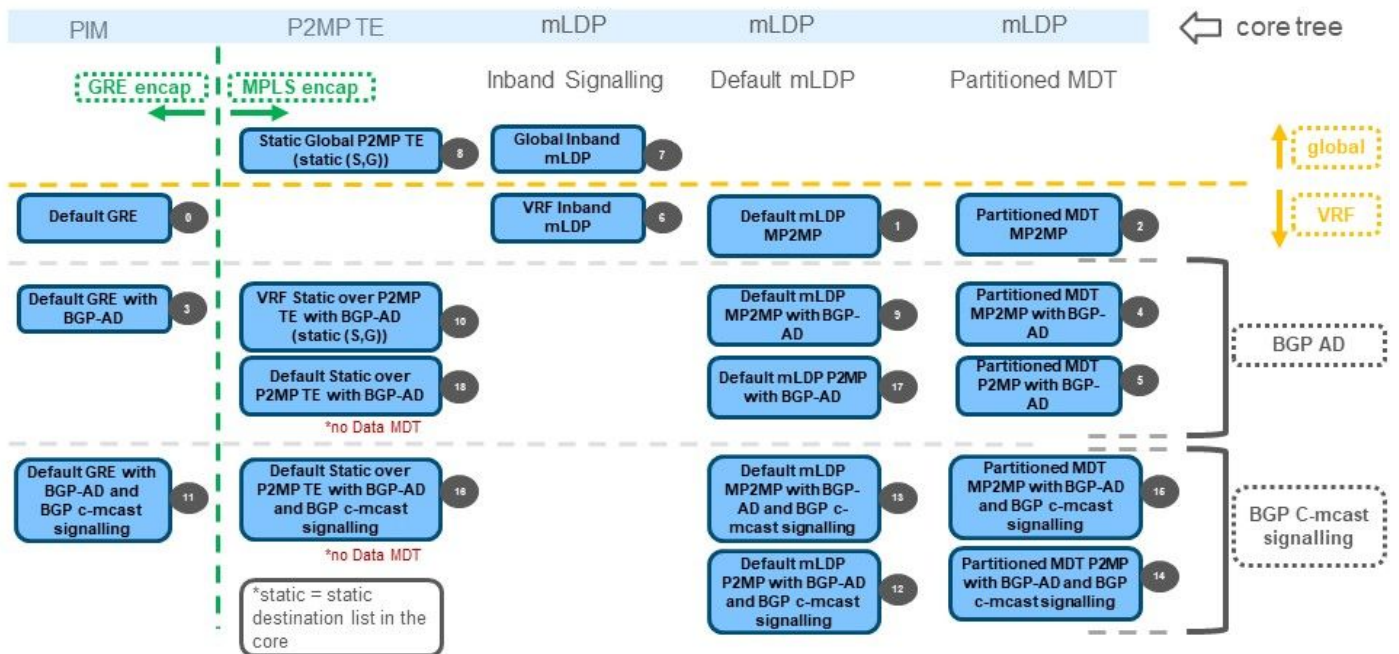 PIM
P2MP TE
mLDP
mLDP
mLDP
core tree
Inband Signalling
Default mLDP
Partitioned MDT
GRE encap
MPLS encap
Static Global P2MP TE
(static (S,G))
8
Global Inband
mLDP
7
global
Default GRE
0
VRF Inband
mLDP
6
Default mLDP
MP2MP
1
Partitioned MDT
MP2MP
2
VRF
Default GRE with
BGP-AD
3
VRF Static over P2MP
TE with BGP-AD
(static (S,G))
10
Default mLDP
MP2MP with BGP-
AD
9
Partitioned MDT
MP2MP with BGP-
AD
4
BGP AD
Default Static over
P2MP TE with BGP-AD
18
*no Data MDT
Default mLDP P2MP
with BGP-AD
17
Partitioned MDT
P2MP with BGP-
AD
5
Default GRE with
BGP-AD and
BGP c-mcast
signalling
11
Default Static over
P2MP TE with BGP-AD
and BGP c-mcast
signalling
16
*no Data MDT
Default mLDP
MP2MP with BGP-
AD and BGP c-
mcast signalling
13
Partitioned MDT
MP2MP with BGP-AD
and BGP c-mcast
signalling
15
BGP C-mcast
signalling
Default mLDP
P2MP with BGP-AD
and BGP c-mcast
signalling
12
Partitioned MDT P2MP
with BGP-AD and BGP
c-mcast signalling
14
*static = static
destination list in the
core